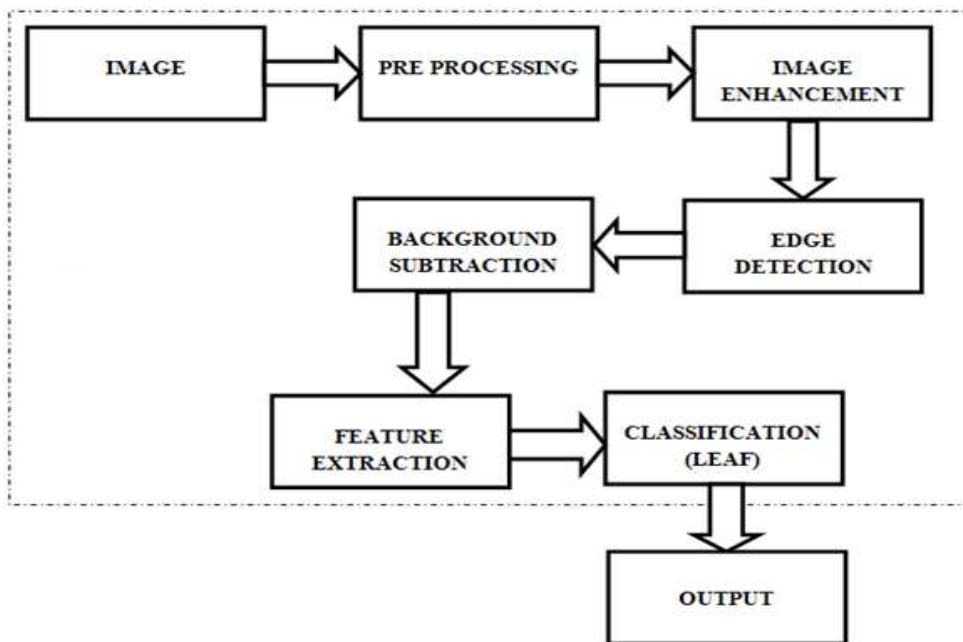 IMAGE
PRE PROCESSING
IMAGE
ENHANCEMENT
EDGE
DETECTION
BACKGROUND
SUBTRACTION
FEATURE
EXTRACTION
CLASSIFICATION
(LEAF)
OUTPUT